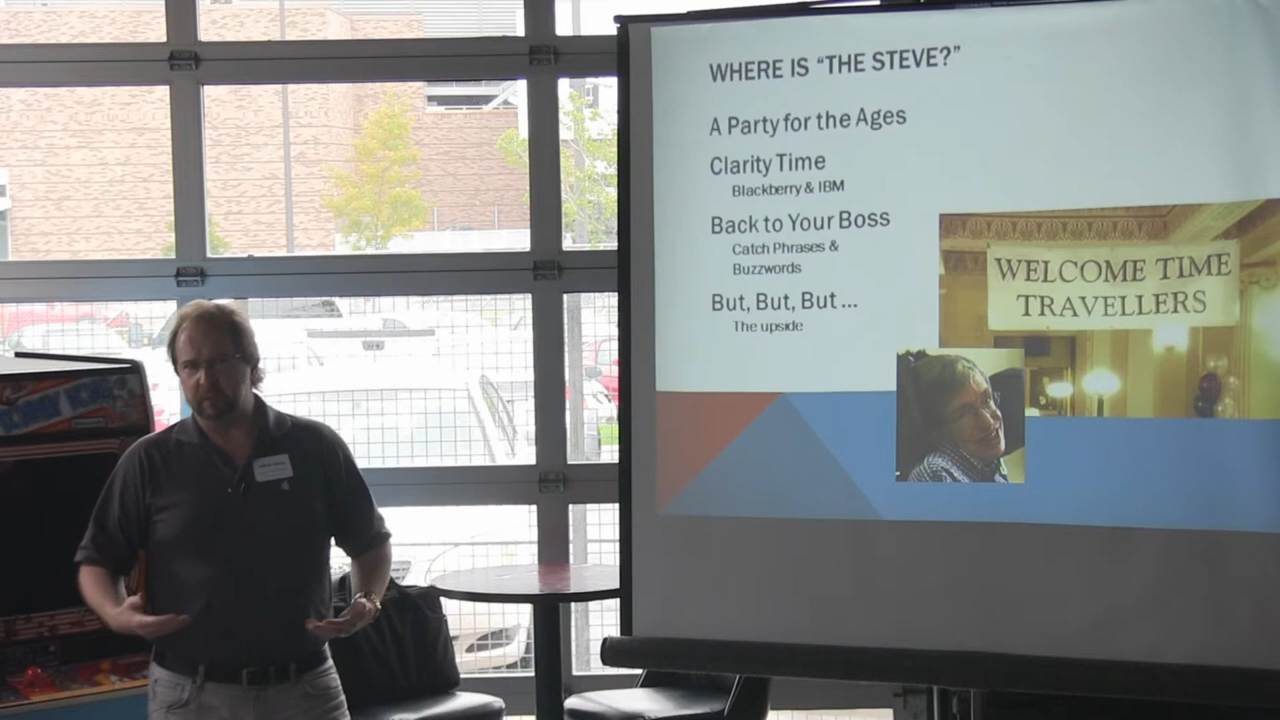 WHERE IS “THE STEVE?”
A Party for the Ages
Clarity Time
Blackberry & IBM
Back to Your Boss
Catch Phrases &
Buzzwords
But, But, But ...
The upside
WELCOME TIME
TRAVELLERS